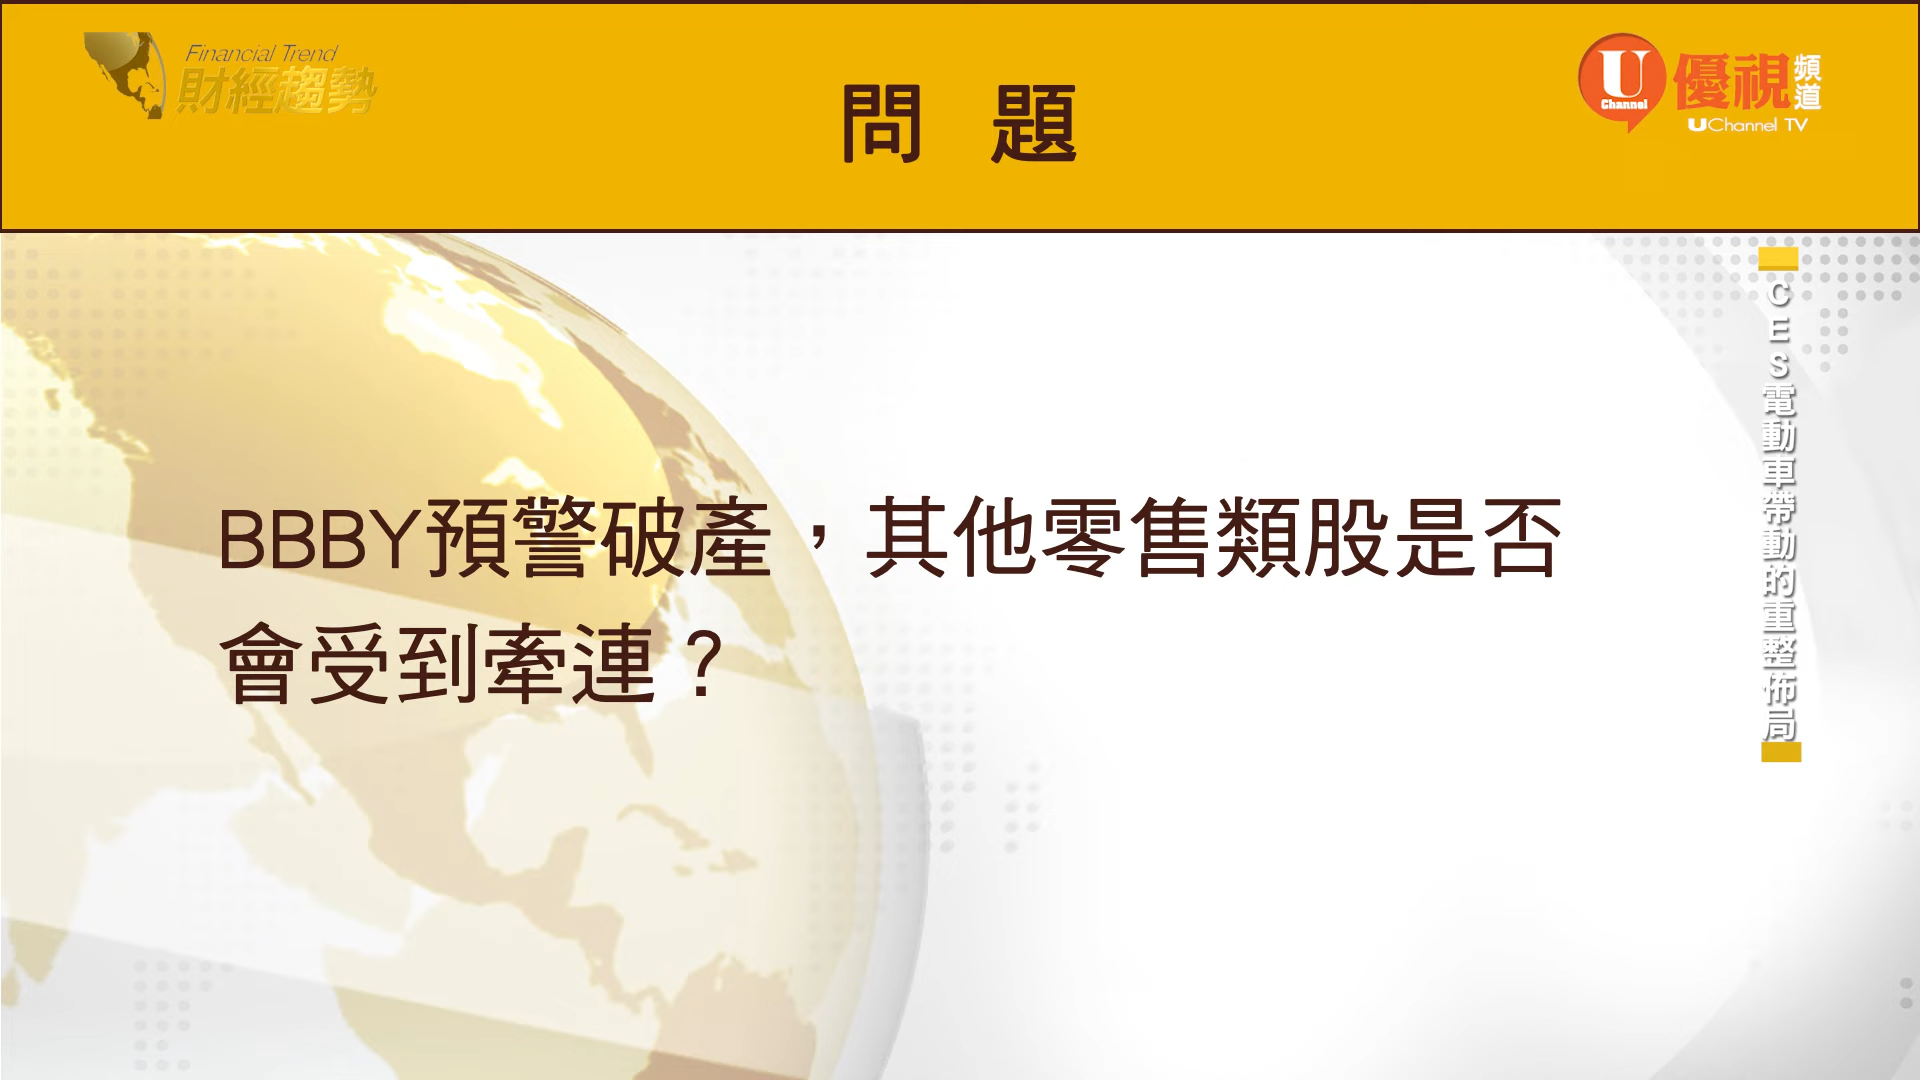 Financial Trend
財經趨勢
問題
U
Channel
優視頻道
UChannel TV
BBBY預警破產，其他零售類股是否
會受到牽連？
CES電動車帶動的重整佈局